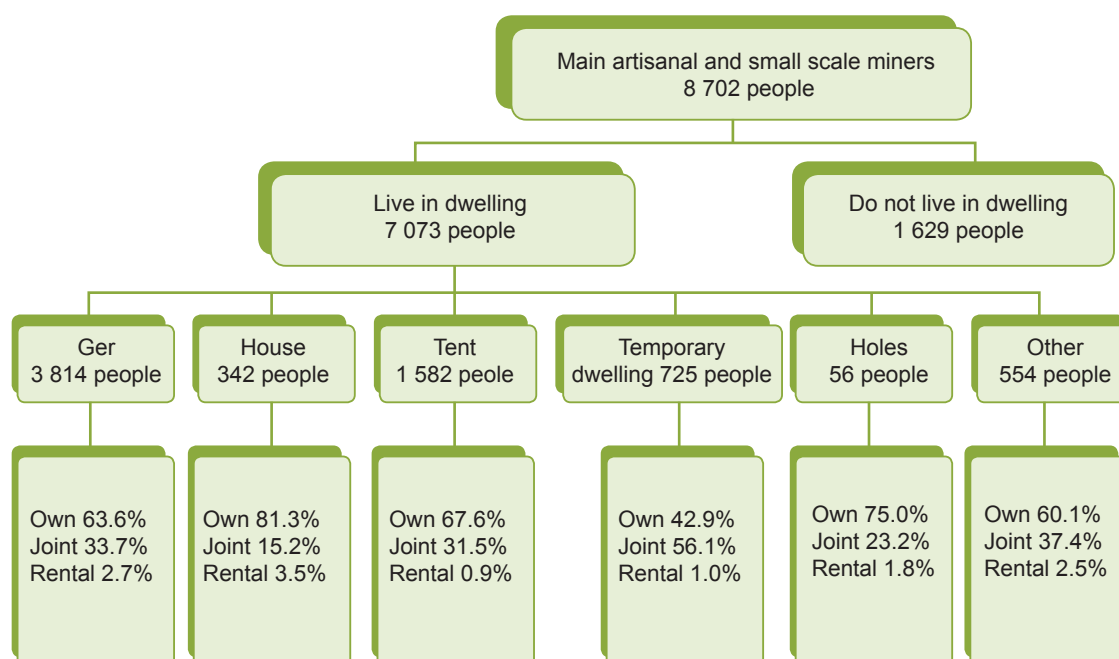 Main artisanal and small scale miners
8 702 people
Live in dwelling
7 073 people
Do not live in dwelling
1 629 people
Ger
3 814 people
House
342 people
Tent
1 582 peole
Temporary
dwelling 725 people
Holes
56 people
Other
554 people
Own 63.6%
Joint 33.7%
Rental 2.7%
Own 81.3%
Joint 15.2%
Rental 3.5%
Own 67.6%
Joint 31.5%
Rental 0.9%
Own 42.9%
Joint 56.1%
Rental 1.0%
Own 75.0%
Joint 23.2%
Rental 1.8%
Own 60.1%
Joint 37.4%
Rental 2.5%